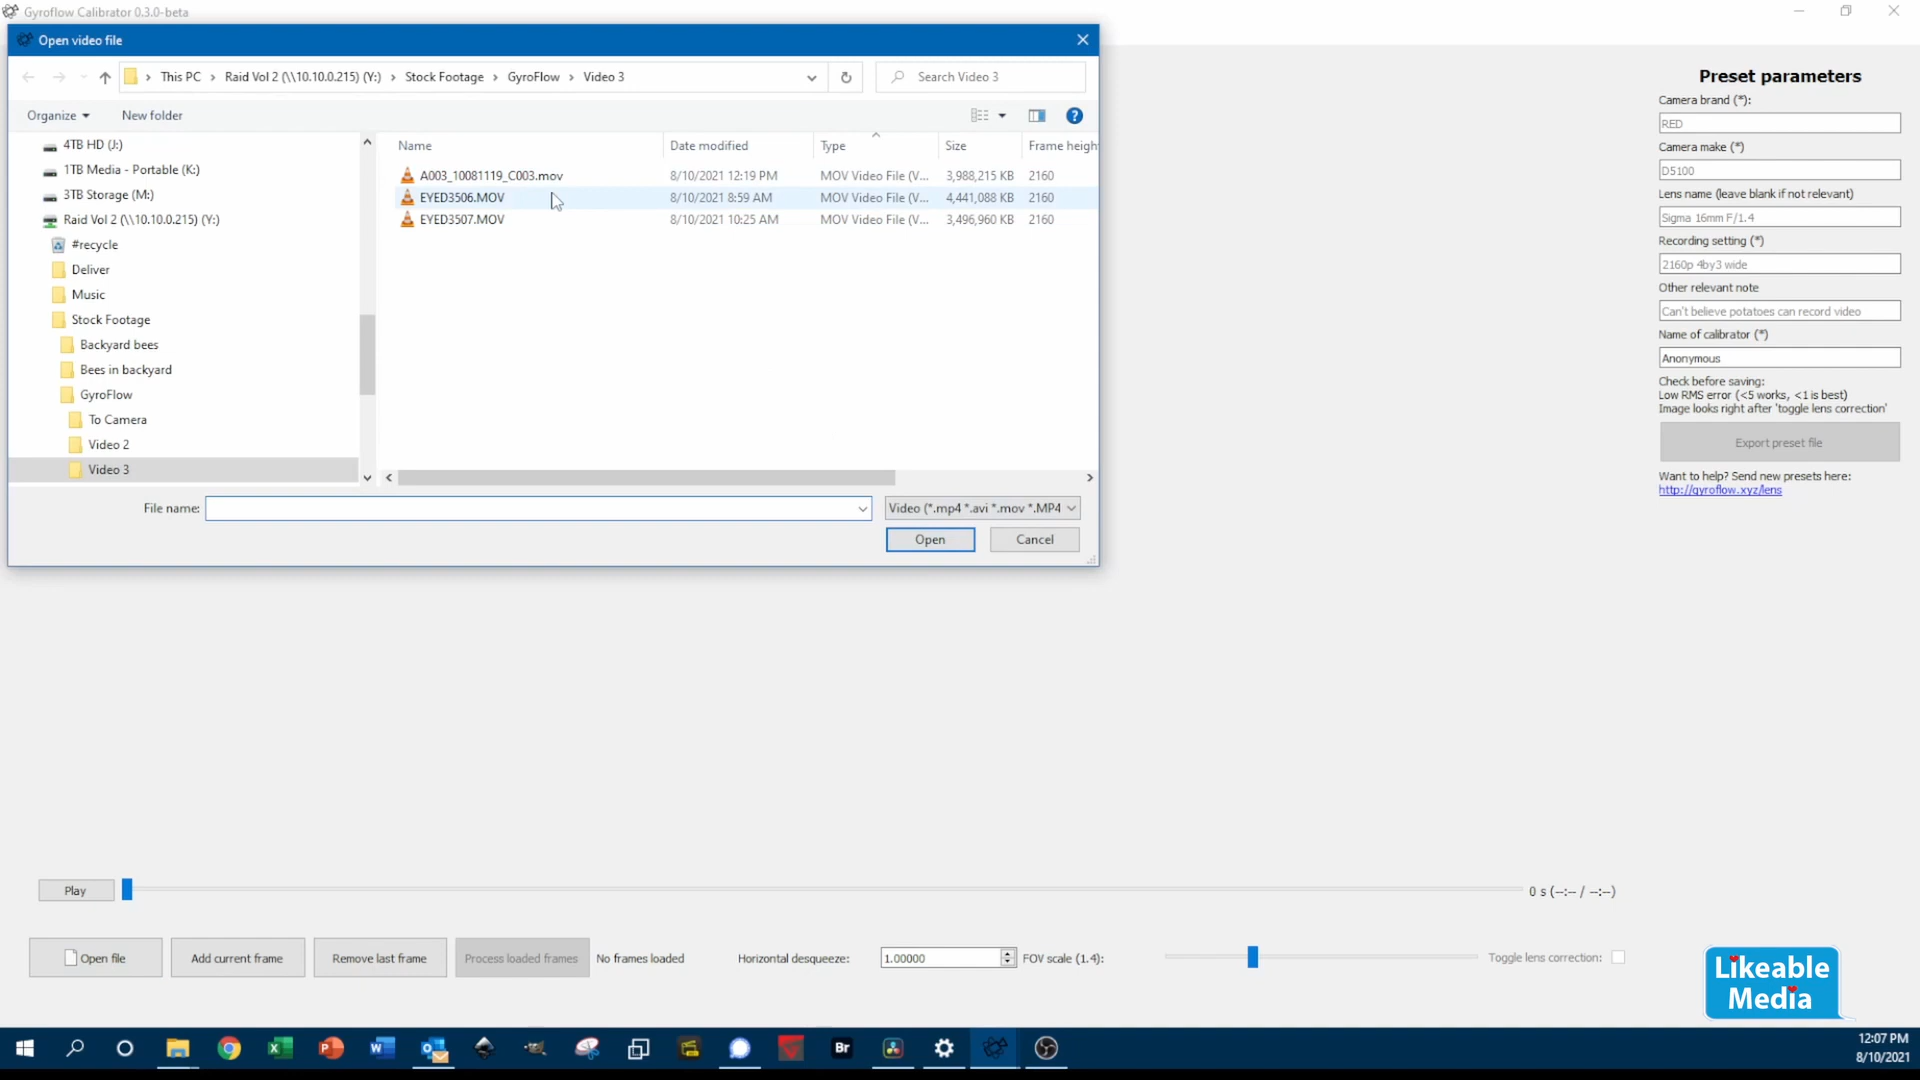 Gyroflow Calibrator 0.3.0-beta
Open video file
This PC > Raid Vol 2 (\\10.10.0.215) (Y:) > Stock Footage > GyroFlow > Video 3
Search Video 3
Organize
New folder
4TB HD (J:)
1TB Media - Portable (K:)
3TB Storage (M:)
Raid Vol 2 (\\10.10.0.215) (Y:)
#recycle
Deliver
Music
Stock Footage
Backyard bees
Bees in backyard
GyroFlow
To Camera
Video 2
Video 3
Name Date modified Type Size Frame heigh
A003_10081119_C003.mov 8/10/2021 12:19 PM MOV Video File (V... 3,988,215 KB 2160
EYED3506.MOV 8/10/2021 8:59 AM MOV Video File (V... 4,441,088 KB 2160
EYED3507.MOV 8/10/2021 10:25 AM MOV Video File (V... 3,496,960 KB 2160
File name:
Video (*.mp4 *.avi *.mov *.MP4
Open
Cancel
Preset parameters
Camera brand (*):
RED
Camera make (*)
D5100
Lens name (leave blank if not relevant)
Sigma 16mm F/1.4
Recording setting (*)
2160p 4by3 wide
Other relevant note
Can't believe potatoes can record video
Name of calibrator (*)
Anonymous
Check before saving:
Low RMS error (<5 works, <1 is best)
Image looks right after 'toggle lens correction'
Export preset file
Want to help? Send new presets here:
http://gyroflow.xyz/lens
Play
0 s (--:-- / --:--)
Open file
Add current frame
Remove last frame
Process loaded frames
No frames loaded
Horizontal desqueeze:
1.00000
FOV scale (1.4):
Toggle lens correction:
Likeable
Media
Br
12:07 PM
8/10/2021